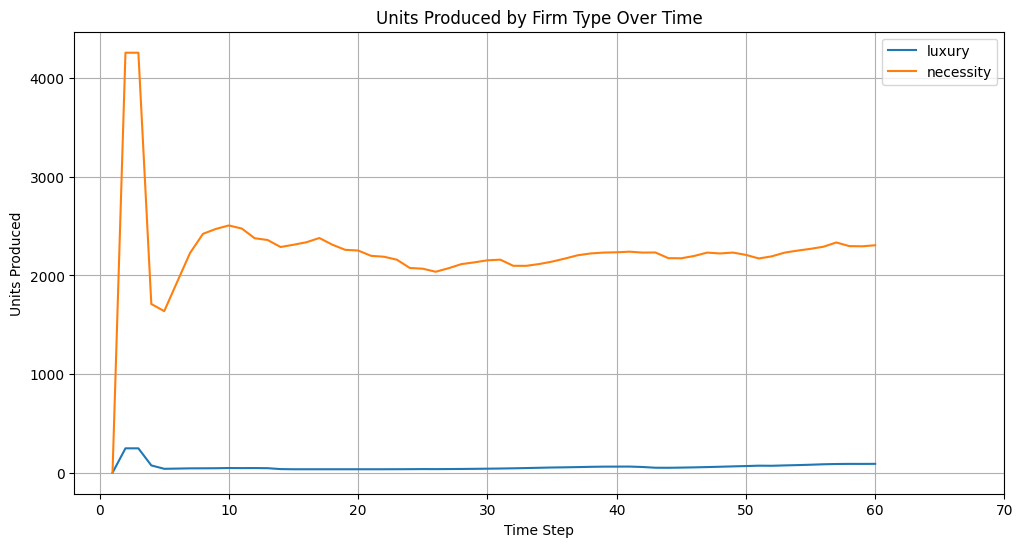 Units Produced by Firm Type Over Time
luxury
necessity
Units Produced
4000
3000
2000
1000
0
0 10 20 30 40 50 60 70
Time Step